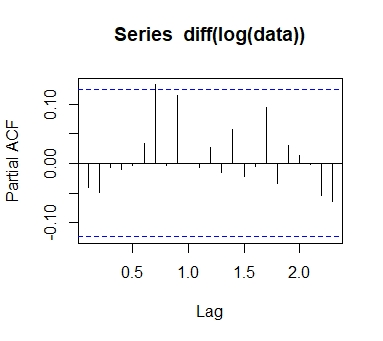 Series diff(log(data))
Partial ACF
0.10
0.00
-0.10
0.5 1.0 1.5 2.0
Lag